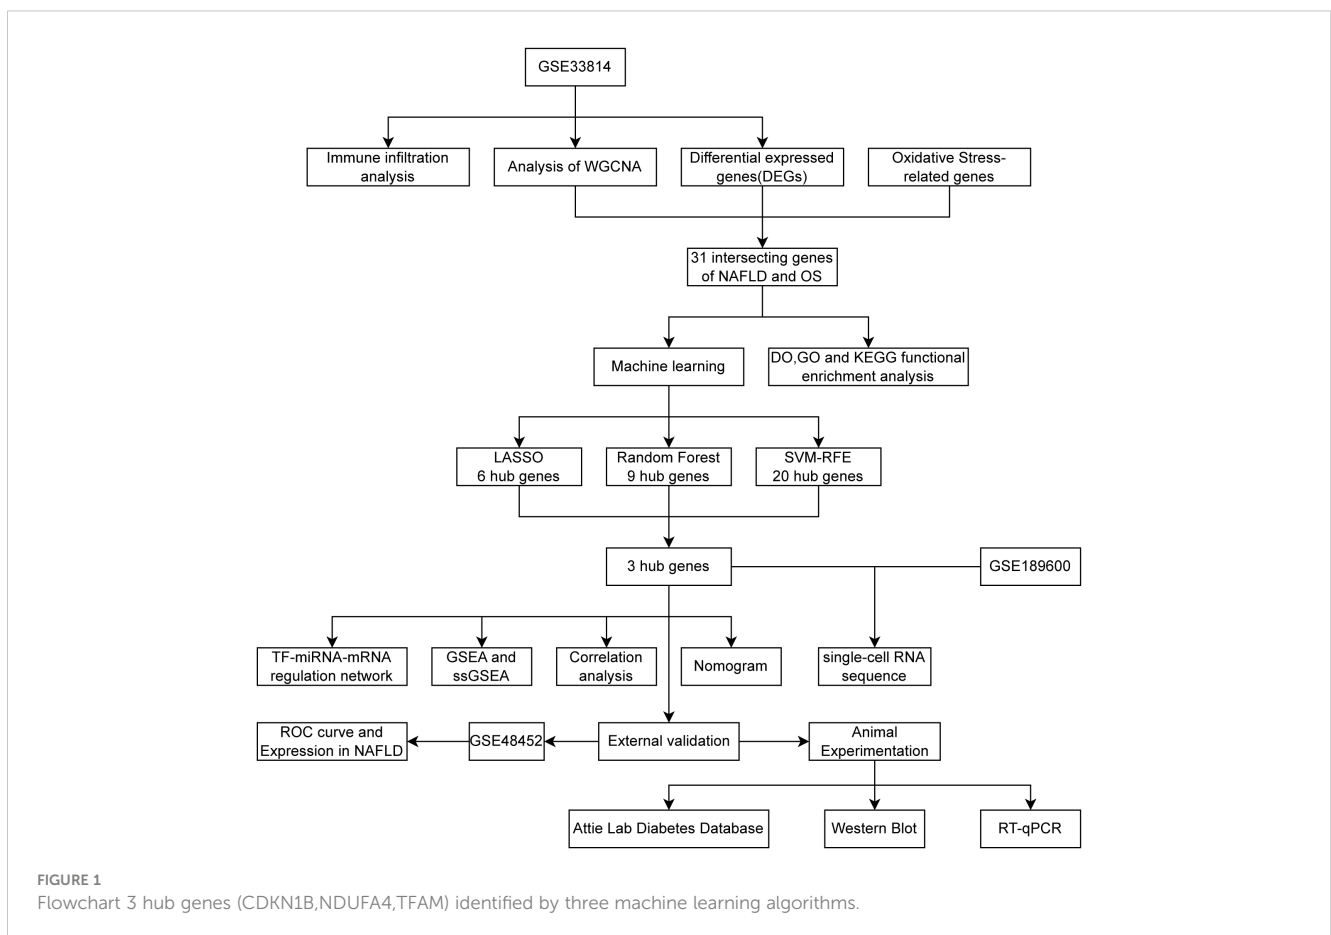 GSE33814
Immune infiltration
analysis
Analysis of WGCNA
Differential expressed
genes(DEGs)
Oxidative Stress-
related genes
31 intersecting genes
of NAFLD and OS
Machine learning
DO,GO and KEGG functional
enrichment analysis
LASSO
6 hub genes
Random Forest
9 hub genes
SVM-RFE
20 hub genes
3 hub genes
GSE189600
TF-miRNA-mRNA
regulation network
GSEA and
ssGSEA
Correlation
analysis
Nomogram
single-cell RNA
sequence
ROC curve and
Expression in NAFLD
GSE48452
External validation
Animal
Experimentation
Attie Lab Diabetes Database
Western Blot
RT-qPCR
FIGURE 1
Flowchart 3 hub genes (CDKN1B,NDUFA4,TFAM) identified by three machine learning algorithms.